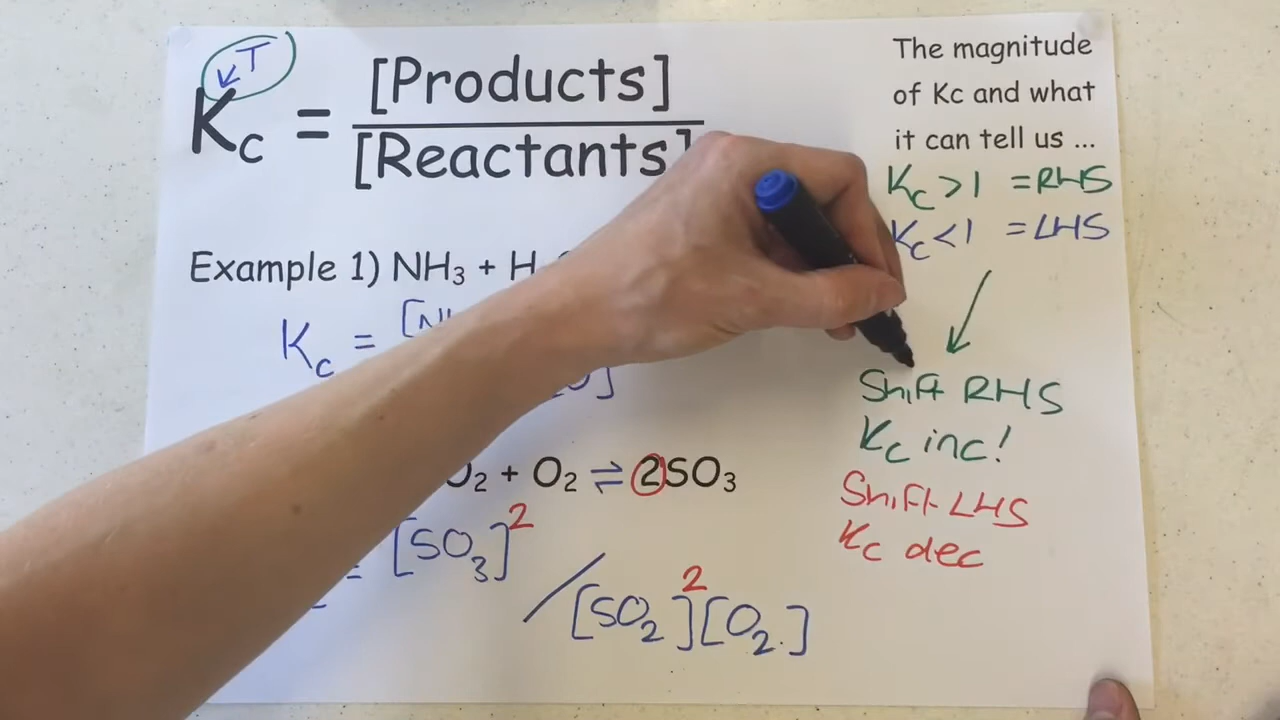 T
Kc = [Products]
[Reactants]
The magnitude
of Kc and what
it can tell us ...
Kc >1 =RHS
Kc <1 =LHS
Example 1) NH₃ + H
Kc =
Shift RHS
Kc inc!
Shift LHS
Kc dec
O₂ + O₂ ⇌ 2SO₃
= [SO₃]² / [SO₂]²[O₂.]